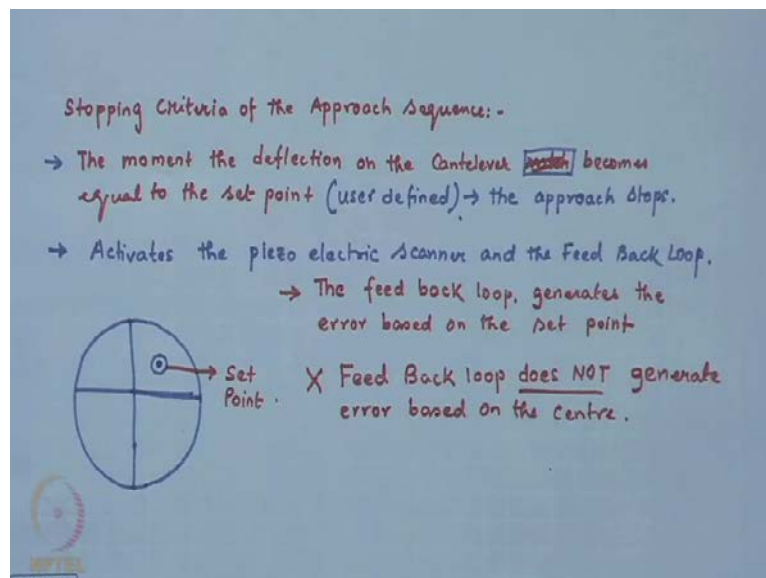 Stopping Criteria of the Approach Sequence:-
→ The moment the deflection on the Cantelever becomes
equal to the set point (user defined) → the approach stops.
→ Activates the piezo electric scanner and the Feed Back Loop.
→ The feed back loop, generates the
error based on the set point
→ Set
Point.
X Feed Back loop does NOT generate
error based on the centre.
NPTEL